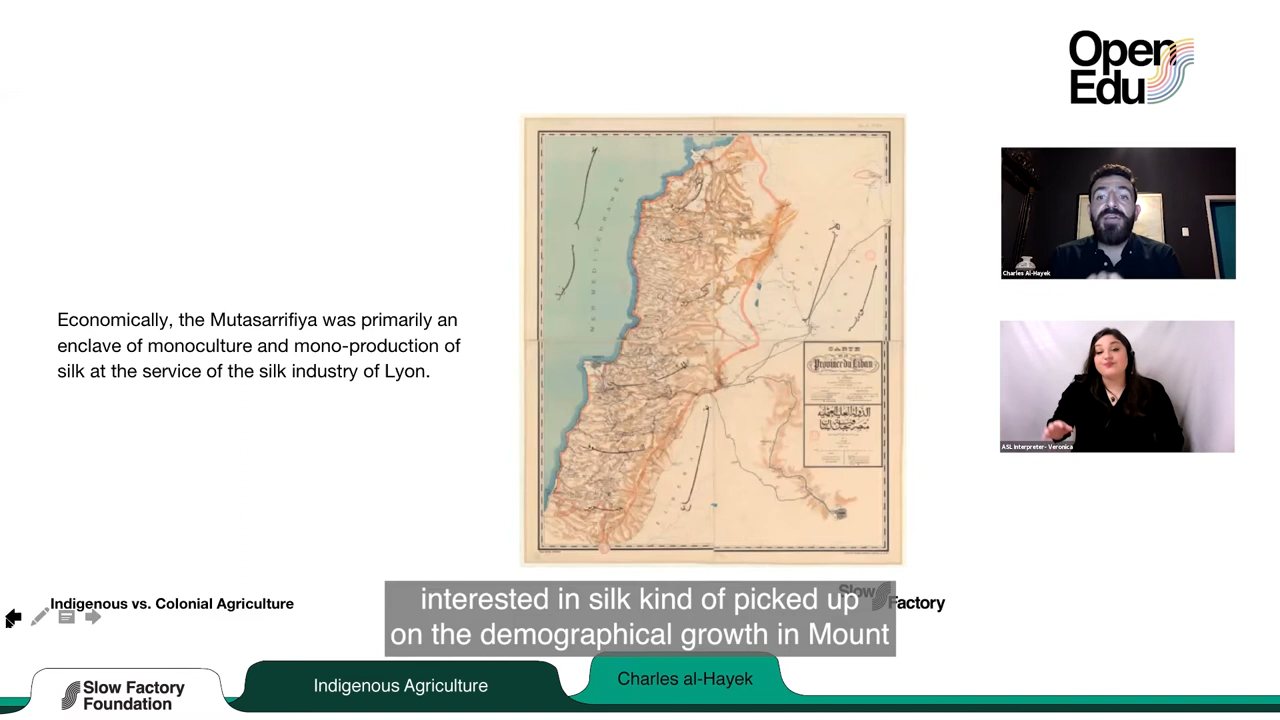 Open
Edu
Economically, the Mutasarrifiya was primarily an
enclave of monoculture and mono-production of
silk at the service of the silk industry of Lyon.
MER MEDITERRANEE
CARTE
Province du Liban
Charles Al-Hayek
ASL Interpreter- Veronica
Indigenous vs. Colonial Agriculture
Slow Factory
interested in silk kind of picked up
on the demographical growth in Mount
Slow Factory
Foundation
Indigenous Agriculture
Charles al-Hayek